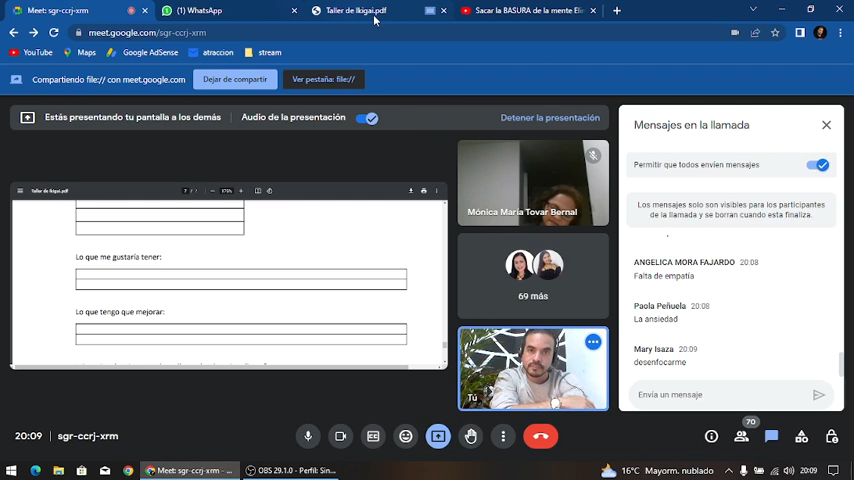 Meet: sgr-ccrj-xrm
(1) WhatsApp
Taller de Ikigai.pdf
Sacar la BASURA de la mente Eli
meet.google.com/sgr-ccrj-xrm
YouTube
Maps
Google AdSense
atraccion
stream
Compartiendo file:// con meet.google.com
Dejar de compartir
Ver pestaña: file://
Estás presentando tu pantalla a los demás
Audio de la presentación
Detener la presentación
Taller de Ikigai.pdf
7 / 7
175%
Lo que me gustaría tener:
Lo que tengo que mejorar:
Mónica Maria Tovar Bernal
69 más
Tú
Mensajes en la llamada
Permitir que todos envíen mensajes
Los mensajes solo son visibles para los participantes
de la llamada y se borran cuando esta finaliza.
ANGELICA MORA FAJARDO 20:08
Falta de empatía
Paola Peñuela 20:08
La ansiedad
Mary Isaza 20:09
desenfocarme
Envía un mensaje
20:09
sgr-ccrj-xrm
70
Meet: sgr-ccrj-xrm - ...
OBS 29.1.0 - Perfil: Sin...
16°C Mayorm. nublado
20:09